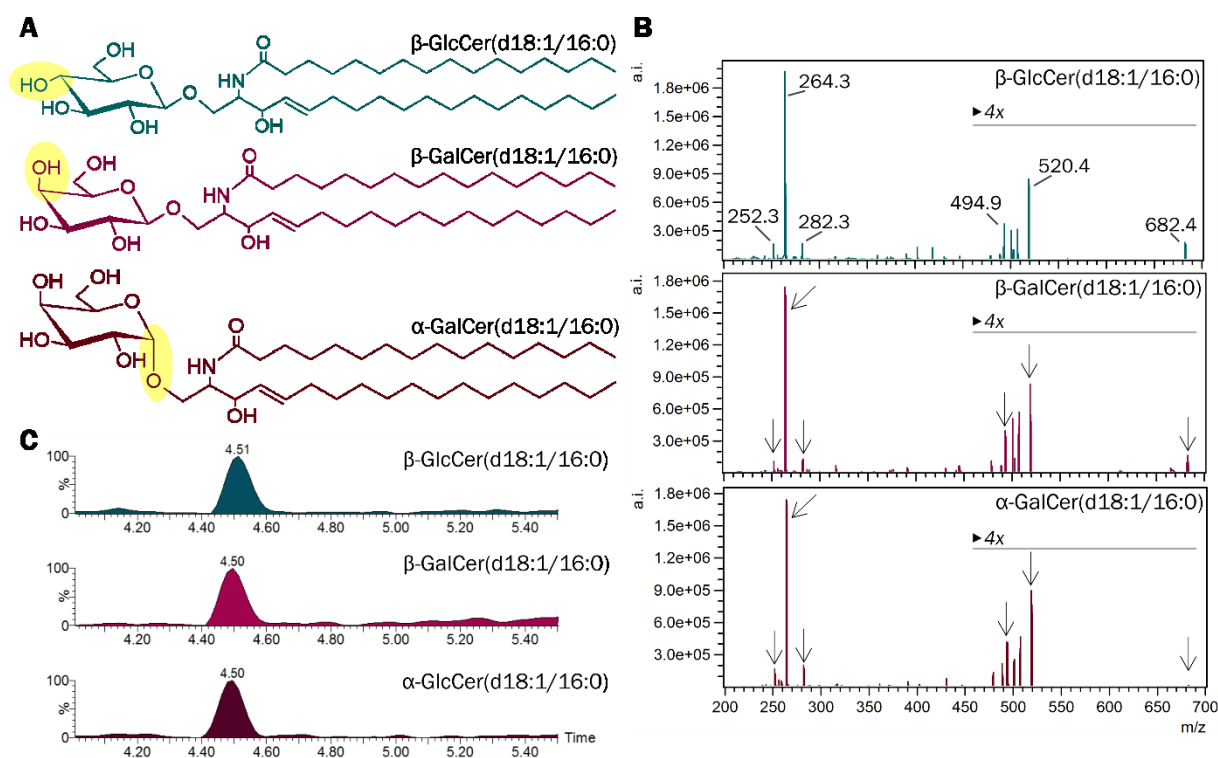 A
β-GlcCer(d18:1/16:0)
OH
O
HO
O
HO
OH
O
HN
OH
β-GalCer(d18:1/16:0)
OH
OH
O
HO
O
OH
O
HN
OH
α-GalCer(d18:1/16:0)
OH
OH
O
HO
OH
O
O
HN
OH
B
a.i.
β-GlcCer(d18:1/16:0)
1.8e+06
264.3
► 4x
1.5e+06
1.2e+06
520.4
9.0e+05
6.0e+05
252.3
282.3
494.9
682.4
3.0e+05
a.i.
β-GalCer(d18:1/16:0)
1.8e+06
► 4x
1.5e+06
1.2e+06
9.0e+05
6.0e+05
3.0e+05
a.i.
α-GalCer(d18:1/16:0)
1.8e+06
► 4x
1.5e+06
1.2e+06
9.0e+05
6.0e+05
3.0e+05
200 250 300 350 400 450 500 550 600 650 700
m/z
C
4.51
β-GlcCer(d18:1/16:0)
100
%
0
4.20 4.40 4.60 4.80 5.00 5.20 5.40
4.50
β-GalCer(d18:1/16:0)
100
%
0
4.20 4.40 4.60 4.80 5.00 5.20 5.40
4.50
α-GlcCer(d18:1/16:0)
100
%
0
Time
4.20 4.40 4.60 4.80 5.00 5.20 5.40